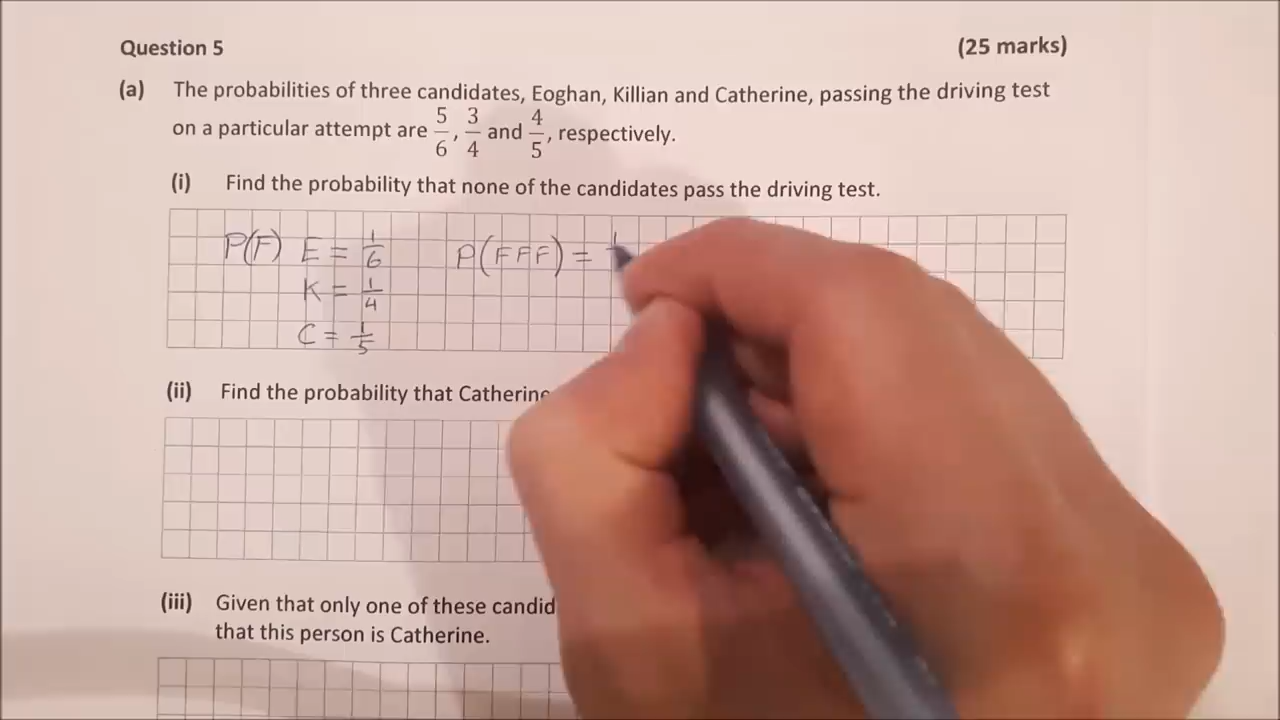 Question 5 (25 marks)
(a) The probabilities of three candidates, Eoghan, Killian and Catherine, passing the driving test
on a particular attempt are 5/6, 3/4 and 4/5, respectively.
(i) Find the probability that none of the candidates pass the driving test.
P(F) E = 1/6 P(FFF) = 1
K = 1/4
C = 1/5
(ii) Find the probability that Catherine
(iii) Given that only one of these candid
that this person is Catherine.